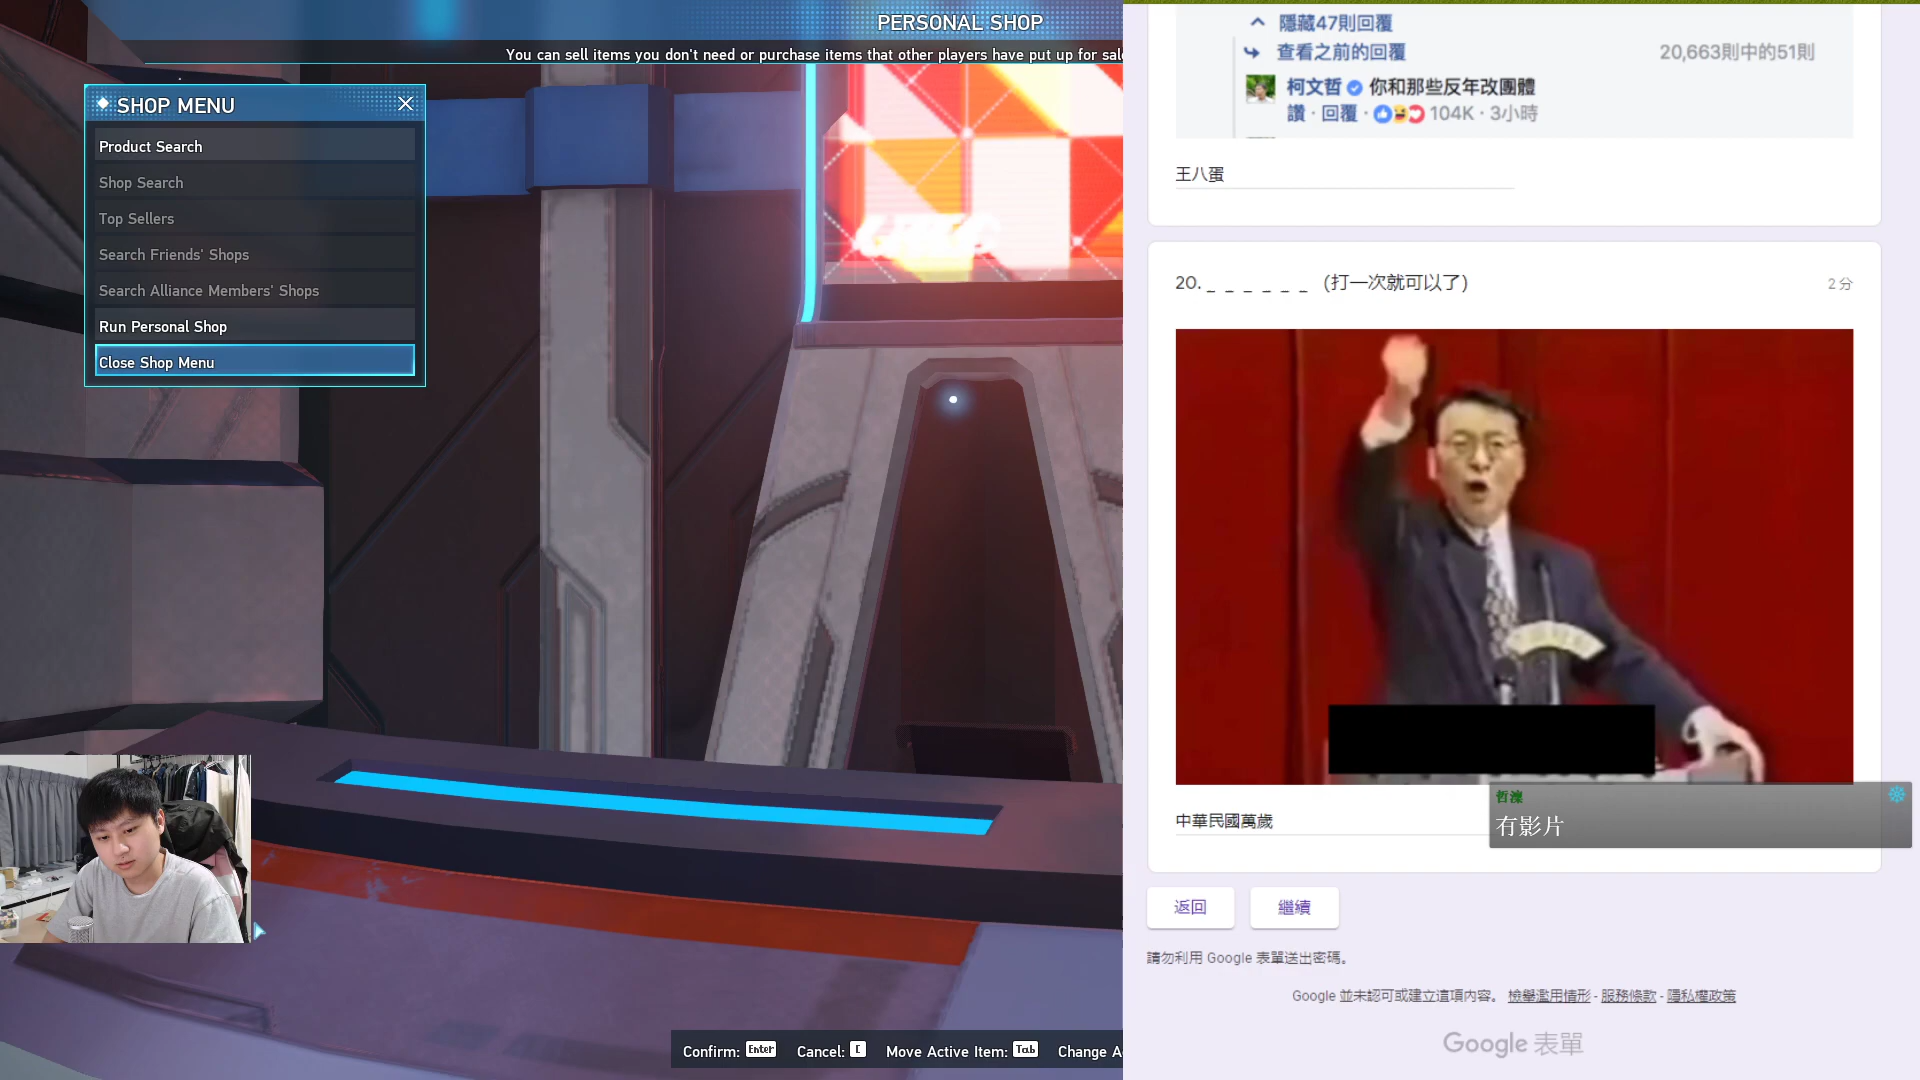 PERSONAL SHOP
You can sell items you don't need or purchase items that other players have put up for sal
SHOP MENU
Product Search
Shop Search
Top Sellers
Search Friends' Shops
Search Alliance Members' Shops
Run Personal Shop
Close Shop Menu
Confirm: Enter Cancel: E Move Active Item: Tab Change A
隱藏47則回覆
查看之前的回覆 20,663則中的51則
柯文哲 你和那些反年改團體
讚 · 回覆 · 104K · 3小時
王八蛋
20. _ _ _ _ _ _ (打一次就可以了) 2 分
中華民國萬歲
哲濠
冇影片
返回 繼續
請勿利用 Google 表單送出密碼。
Google 並未認可或建立這項內容。 檢舉濫用情形 - 服務條款 - 隱私權政策
Google 表單